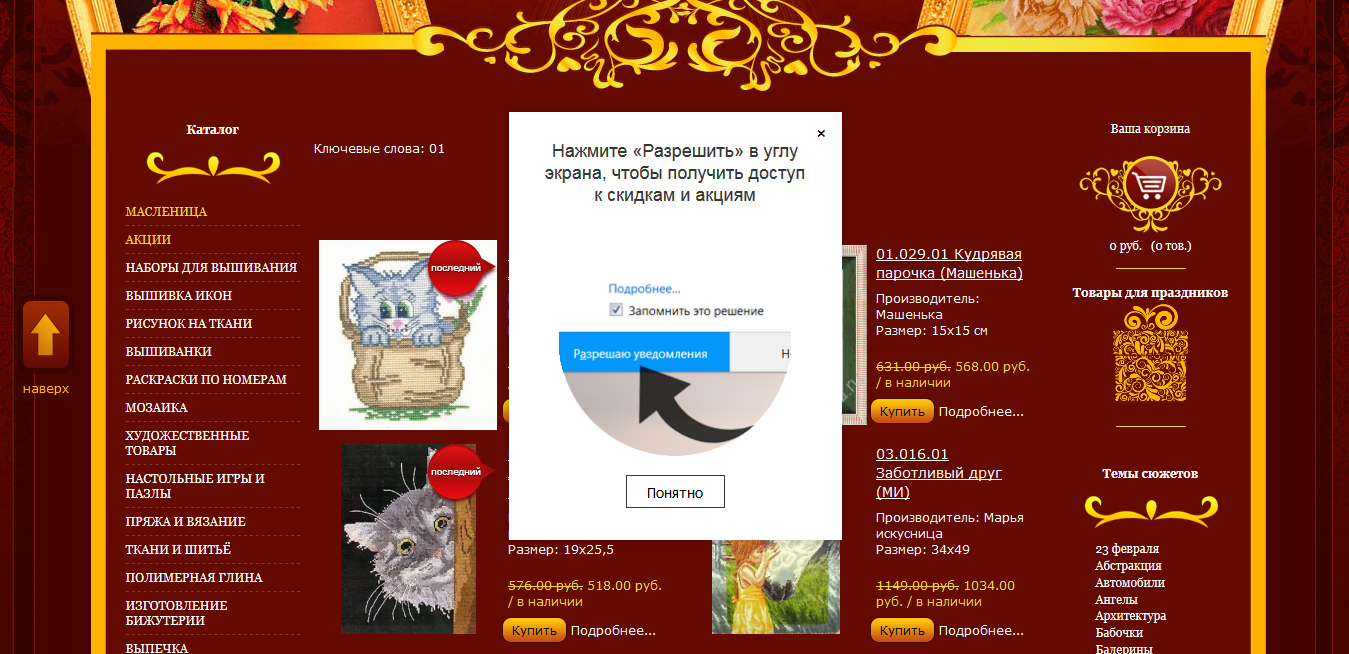 Каталог
МАСЛЕНИЦА
АКЦИИ
НАБОРЫ ДЛЯ ВЫШИВАНИЯ
ВЫШИВКА ИКОН
РИСУНОК НА ТКАНИ
ВЫШИВАНКИ
РАСКРАСКИ ПО НОМЕРАМ
МОЗАИКА
ХУДОЖЕСТВЕННЫЕ
ТОВАРЫ
НАСТОЛЬНЫЕ ИГРЫ И
ПАЗЛЫ
ПРЯЖА И ВЯЗАНИЕ
ТКАНИ И ШИТЬЁ
ПОЛИМЕРНАЯ ГЛИНА
ИЗГОТОВЛЕНИЕ
БИЖУТЕРИИ
ВЫПЕЧКА
наверх
Ключевые слова: 01
последний
последний
Размер: 19x25,5
576.00 руб. 518.00 руб.
/ в наличии
Купить Подробнее...
×
Нажмите «Разрешить» в углу
экрана, чтобы получить доступ
к скидкам и акциям
Подробнее...
Запомнить это решение
Разрешаю уведомления
Понятно
01.029.01 Кудрявая
парочка (Машенька)
Производитель:
Машенька
Размер: 15x15 см
631.00 руб. 568.00 руб.
/ в наличии
Купить Подробнее...
03.016.01
Заботливый друг
(МИ)
Производитель: Марья
искусница
Размер: 34x49
1149.00 руб. 1034.00
руб. / в наличии
Купить Подробнее...
Ваша корзина
0 руб. (0 тов.)
Товары для праздников
Темы сюжетов
23 февраля
Абстракция
Автомобили
Ангелы
Архитектура
Бабочки
Балерины